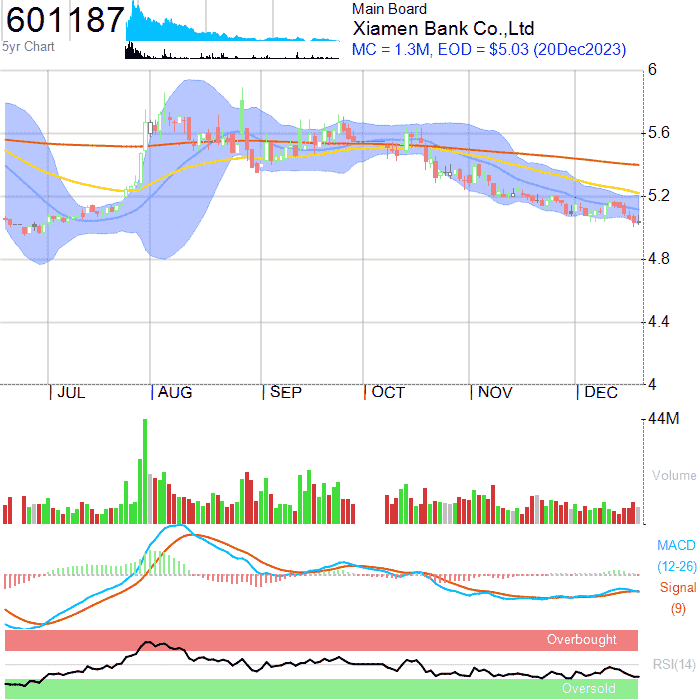 601187
5yr Chart
Main Board
Xiamen Bank Co.,Ltd
MC = 1.3M, EOD = $5.03 (20Dec2023)
6
5.6
5.2
4.8
4.4
4
JUL AUG SEP OCT NOV DEC
44M
Volume
MACD
(12-26)
Signal
(9)
Overbought
RSI(14)
Oversold